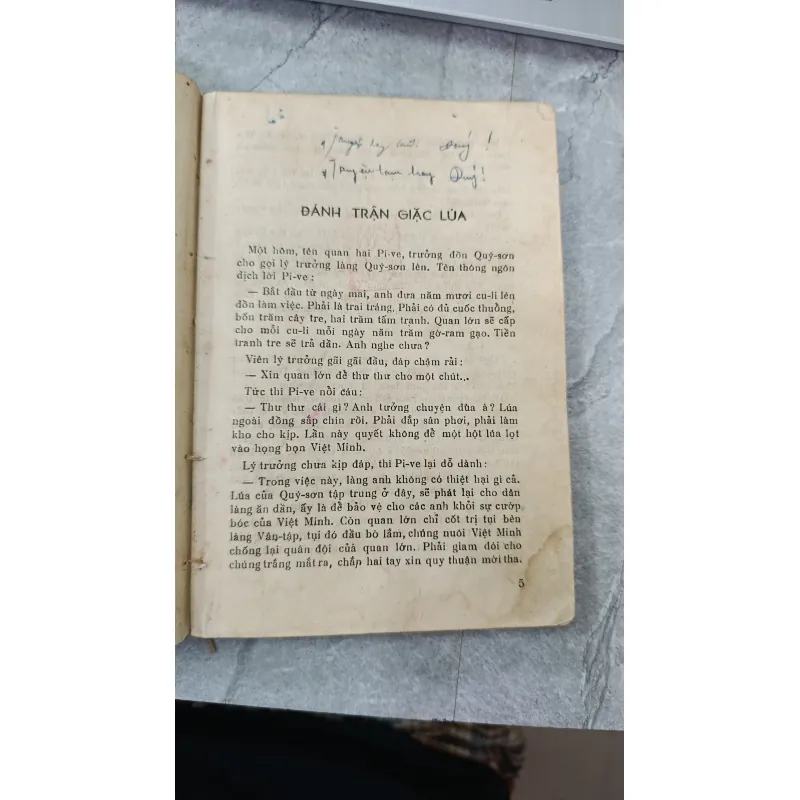 Truyện hay lắm. Quý!
Truyện lắm hay Quý!
ĐÁNH TRẬN GIẶC LÚA
Một hôm, tên quan hai Pi-ve, trưởng đồn Quý-sơn
cho gọi lý trưởng làng Quý-sơn lên. Tên thông ngôn
dịch lời Pi-ve :
— Bắt đầu từ ngày mai, anh đưa năm mươi cu-li lên
đồn làm việc. Phải là trai tráng. Phải có đủ cuốc thuổng,
bốn trăm cây tre, hai trăm tấm tranh. Quan lớn sẽ cấp
cho mỗi cu-li mỗi ngày năm trăm gờ-ram gạo. Tiền
tranh tre sẽ trả dần. Anh nghe chưa?
Viên lý trưởng gãi gãi đầu, đáp chậm rãi :
— Xin quan lớn để thư thư cho một chút...
Tức thì Pi-ve nổi cáu:
— Thư thư cái gì? Anh tưởng chuyện đùa à? Lúa
ngoài đồng sắp chín rồi. Phải đắp sân phơi, phải làm
kho cho kịp. Lần này quyết không để một hột lúa lọt
vào họng bọn Việt Minh.
Lý trưởng chưa kịp đáp, thì Pi-ve lại dỗ dành :
— Trong việc này, làng anh không có thiệt hại gì cả.
Lúa của Quý-sơn tập trung ở đây, sẽ phát lại cho dân
làng ăn dần, ấy là để bảo vệ cho các anh khỏi sự cướp
bóc của Việt Minh. Còn quan lớn chỉ cốt trị tụi bên
làng Vân-tập, tụi đó đầu bò lắm, chúng nuôi Việt Minh
chống lại quân đội của quan lớn. Phải giam đói cho
chúng trắng mắt ra, chắp hai tay xin quy thuận mới tha.
5